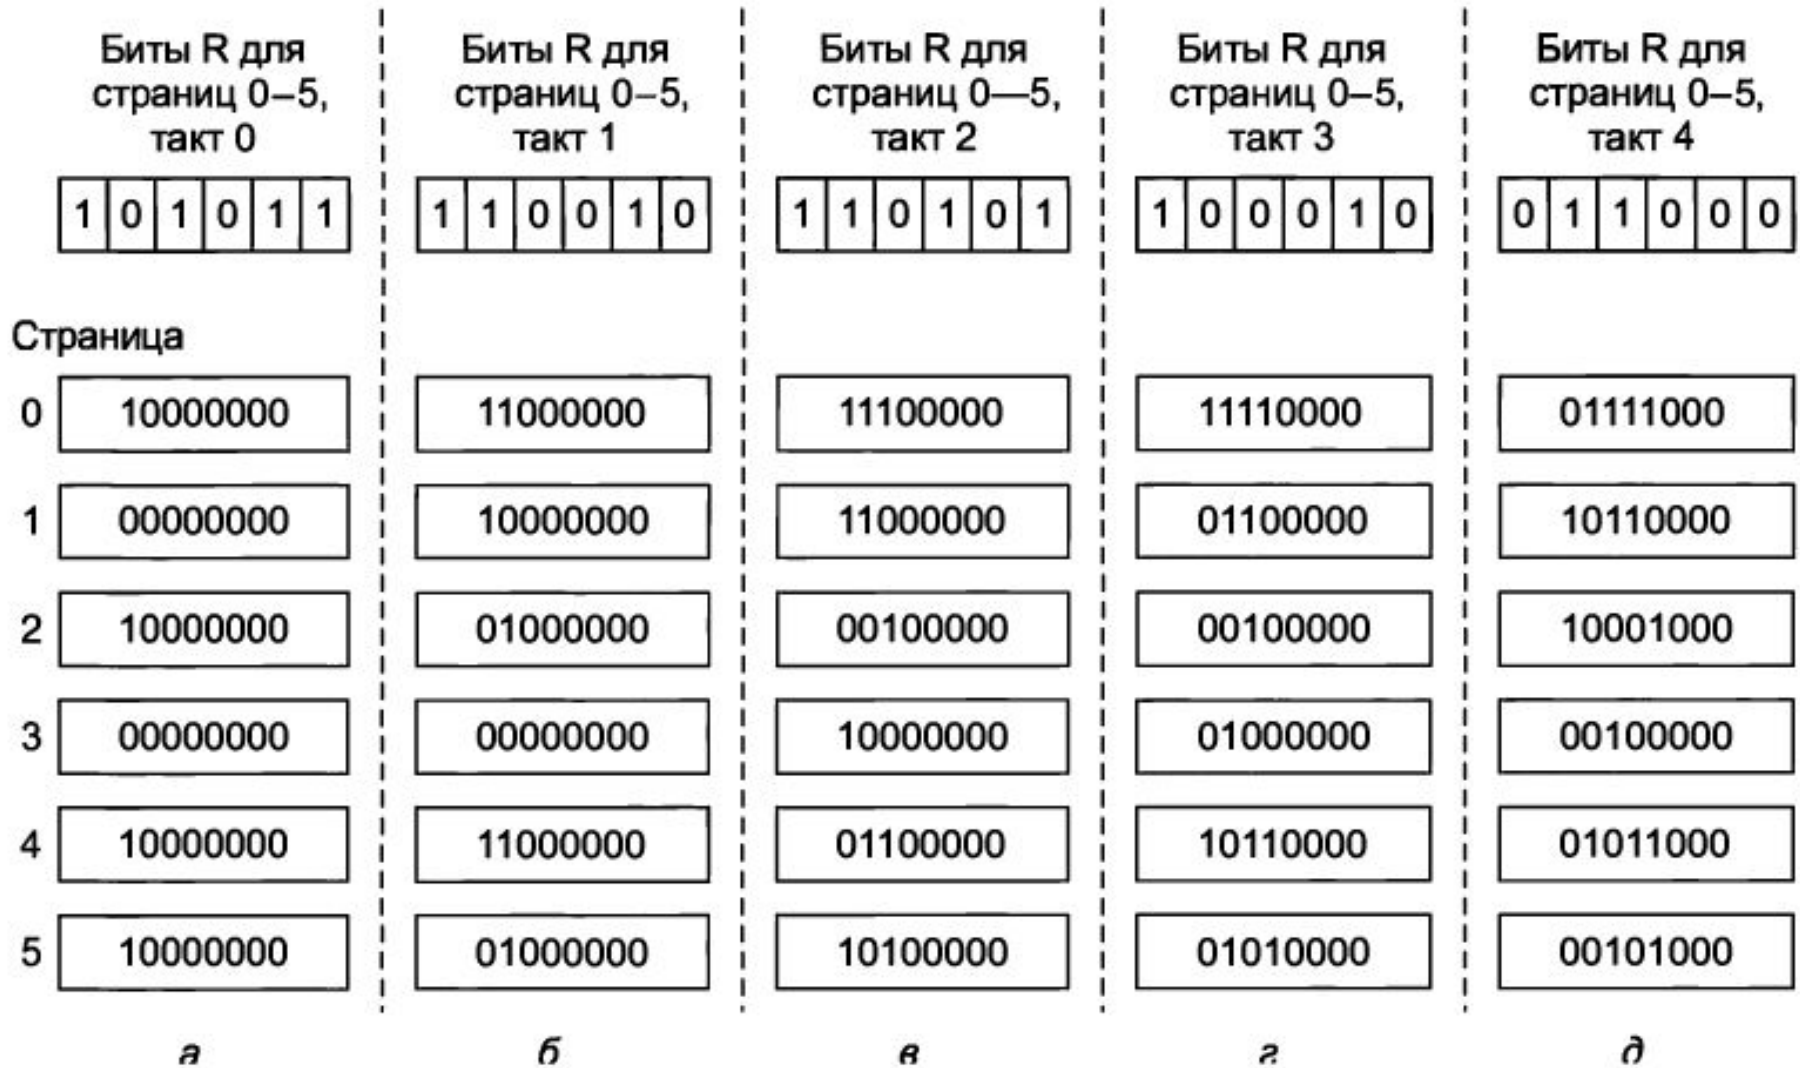 Биты R для страниц 0–5, такт 0
Биты R для страниц 0–5, такт 1
Биты R для страниц 0—5, такт 2
Биты R для страниц 0–5, такт 3
Биты R для страниц 0–5, такт 4
1 0 1 0 1 1 1 1 0 0 1 0 1 1 0 1 0 1 1 0 0 0 1 0 0 1 1 0 0 0
Страница
0 10000000 11000000 11100000 11110000 01111000
1 00000000 10000000 11000000 01100000 10110000
2 10000000 01000000 00100000 00100000 10001000
3 00000000 00000000 10000000 01000000 00100000
4 10000000 11000000 01100000 10110000 01011000
5 10000000 01000000 10100000 01010000 00101000
а б в г д